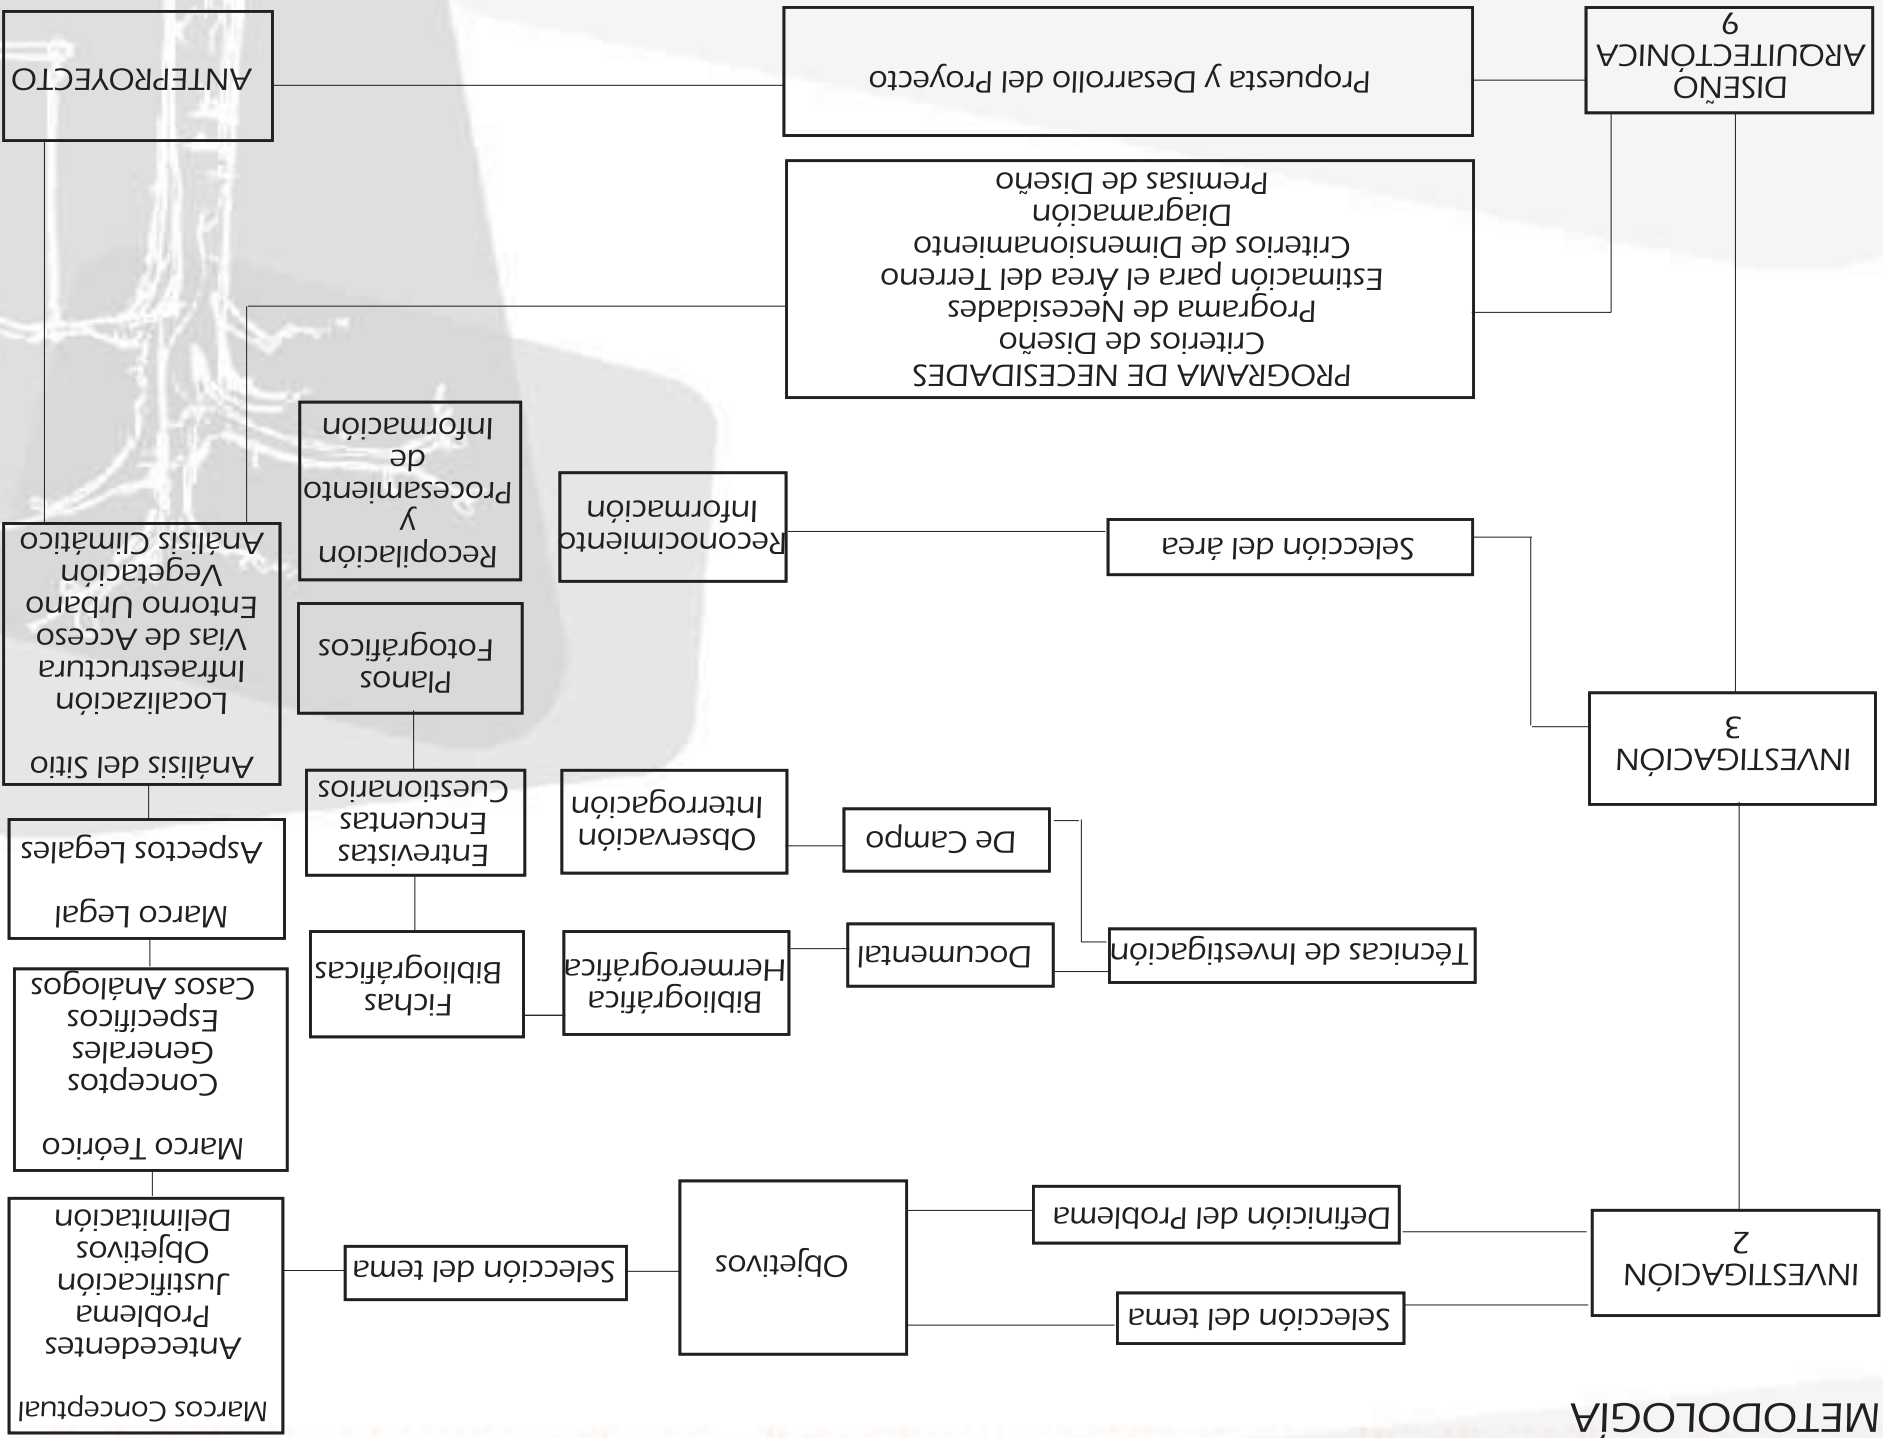 METODOLOGÍA
INVESTIGACIÓN
2
Selección del tema
Definición del Problema
Objetivos
Selección del tema
Marcos Conceptual
Antecedentes
Problema
Justificación
Objetivos
Delimitación
Marco Teórico
Conceptos
Generales
Específicos
Casos Análogos
Técnicas de Investigación
Documental
Bibliográfica
Hermerográfica
Fichas
Bibliográficas
Marco Legal
Aspectos Legales
De Campo
Observación
Interrogación
Entrevistas
Encuentas
Cuestionarios
Planos
Fotográficos
INVESTIGACIÓN
3
Selección del área
Reconocimiento
Información
Recopilación
y
Procesamiento
de
Información
Análisis del Sitio
Localización
Infraestructura
Vías de Acceso
Entorno Urbano
Vegetación
Análisis Climático
PROGRAMA DE NECESIDADES
Criterios de Diseño
Programa de Necesidades
Estimación para el Área del Terreno
Criterios de Dimensionamiento
Diagramación
Premisas de Diseño
DISEÑO
ARQUITECTÓNICA
6
Propuesta y Desarrollo del Proyecto
ANTEPROYECTO